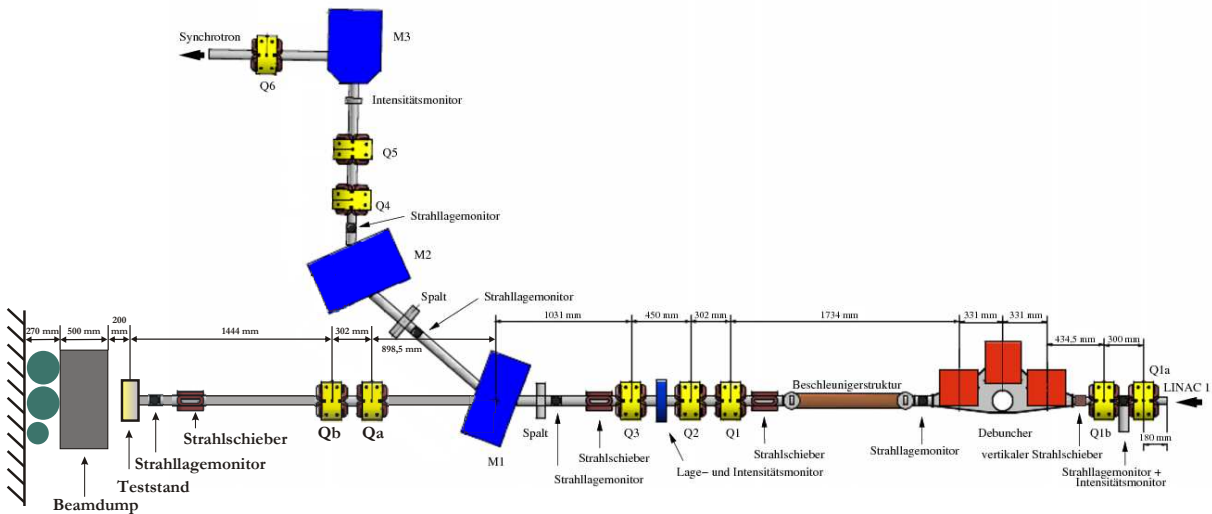 Synchrotron
M3
Q6
Intensitätsmonitor
Q5
Q4
Strahllagemonitor
M2
Spalt
Strahllagemonitor
270 mm
500 mm
200
mm
1444 mm
302 mm
898,5 mm
1031 mm
450 mm
302 mm
1734 mm
331 mm
331 mm
434,5 mm
300 mm
Q1a
LINAC 1
Beschleunigerstruktur
Qb
Qa
M1
Spalt
Q3
Q2
Q1
Debuncher
Q1b
180 mm
Strahlschieber
Strahllagemonitor
Teststand
Beamdump
Strahlschieber
Strahllagemonitor
Lage- und Intensitätsmonitor
Strahlschieber
Strahllagemonitor
vertikaler Strahlschieber
Strahllagemonitor +
Intensitätsmonitor